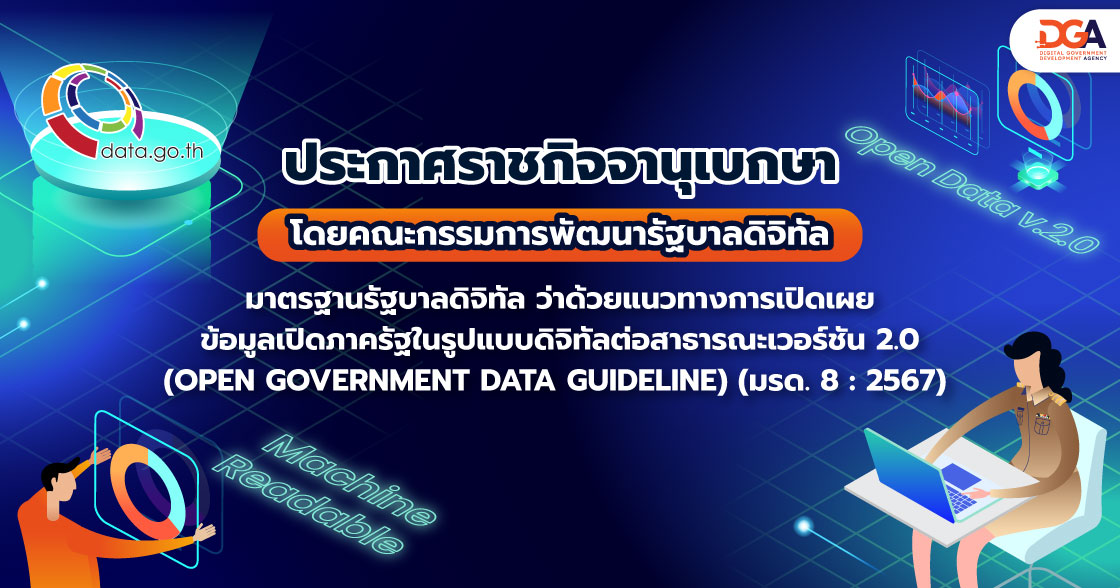 DGA
DIGITAL GOVERNMENT
DEVELOPMENT AGENCY
data.go.th
Open Data v.2.0
ประกาศราชกิจจานุเบกษา
โดยคณะกรรมการพัฒนารัฐบาลดิจิทัล
มาตรฐานรัฐบาลดิจิทัล ว่าด้วยแนวทางการเปิดเผย
ข้อมูลเปิดภาครัฐในรูปแบบดิจิทัลต่อสาธารณะเวอร์ชัน 2.0
(OPEN GOVERNMENT DATA GUIDELINE) (มรด. 8 : 2567)
Machine
Readable